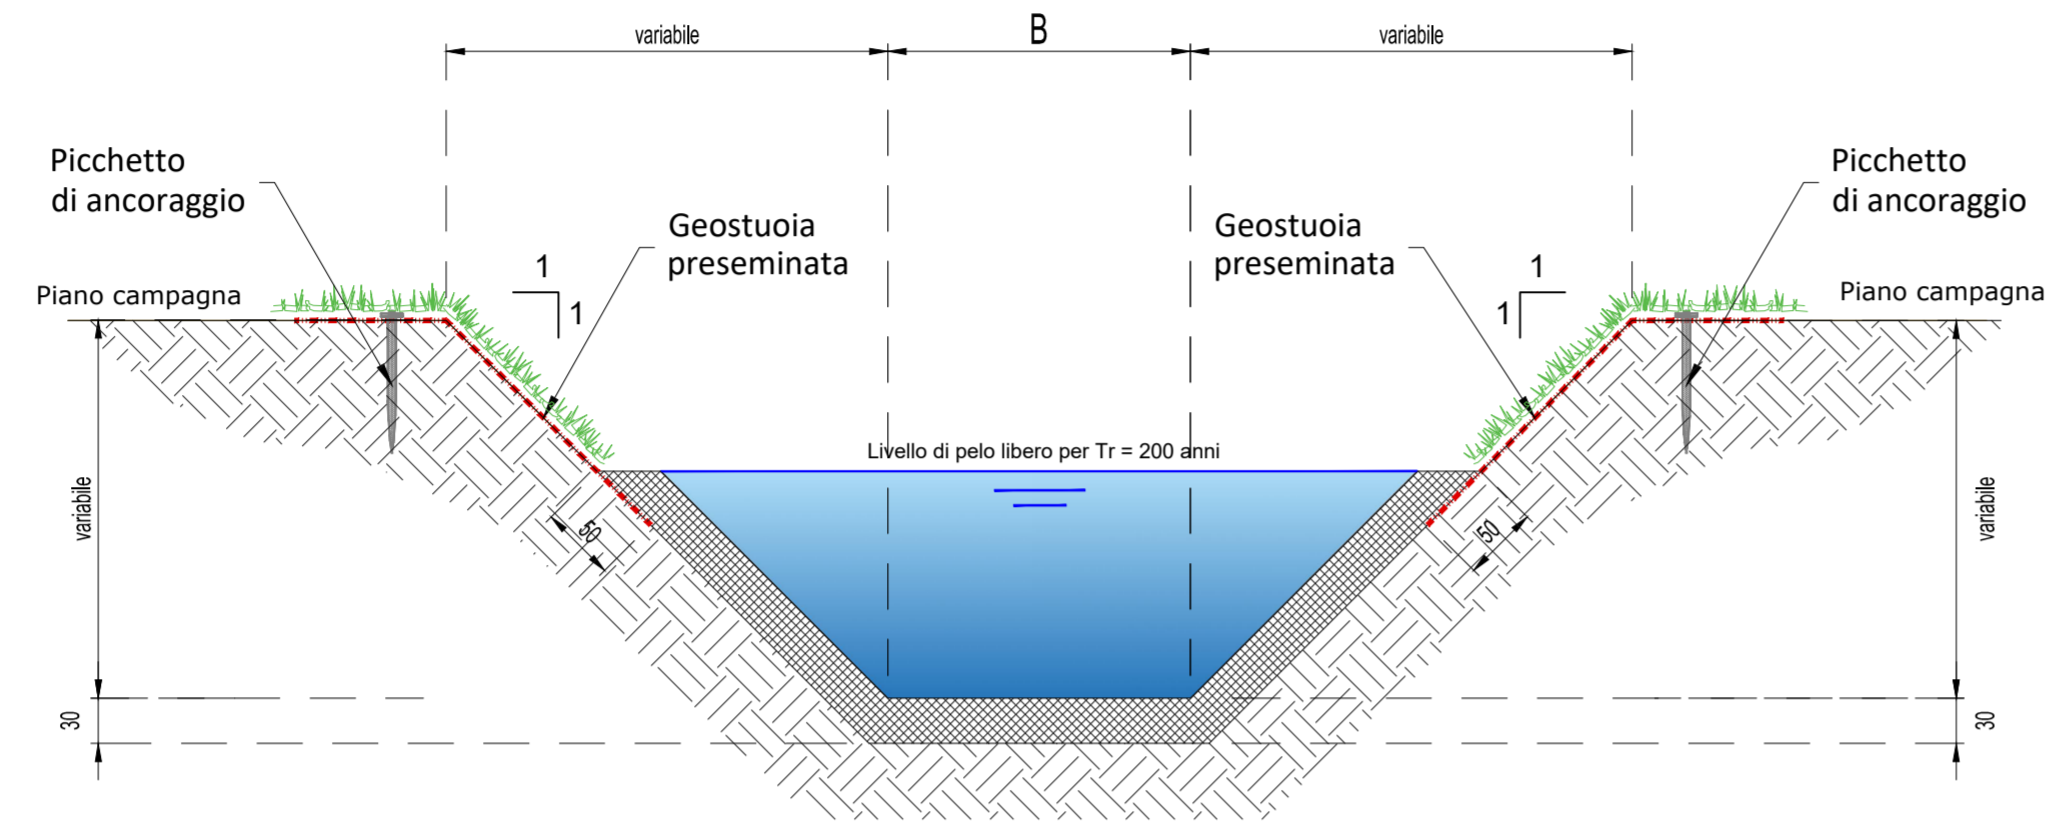 variabile
B
variabile
Picchetto
di ancoraggio
Geostuoia
preseminata
Geostuoia
preseminata
Picchetto
di ancoraggio
1
1
1
1
Piano campagna
Piano campagna
Livello di pelo libero per Tr = 200 anni
variabile
50
50
variabile
30
30